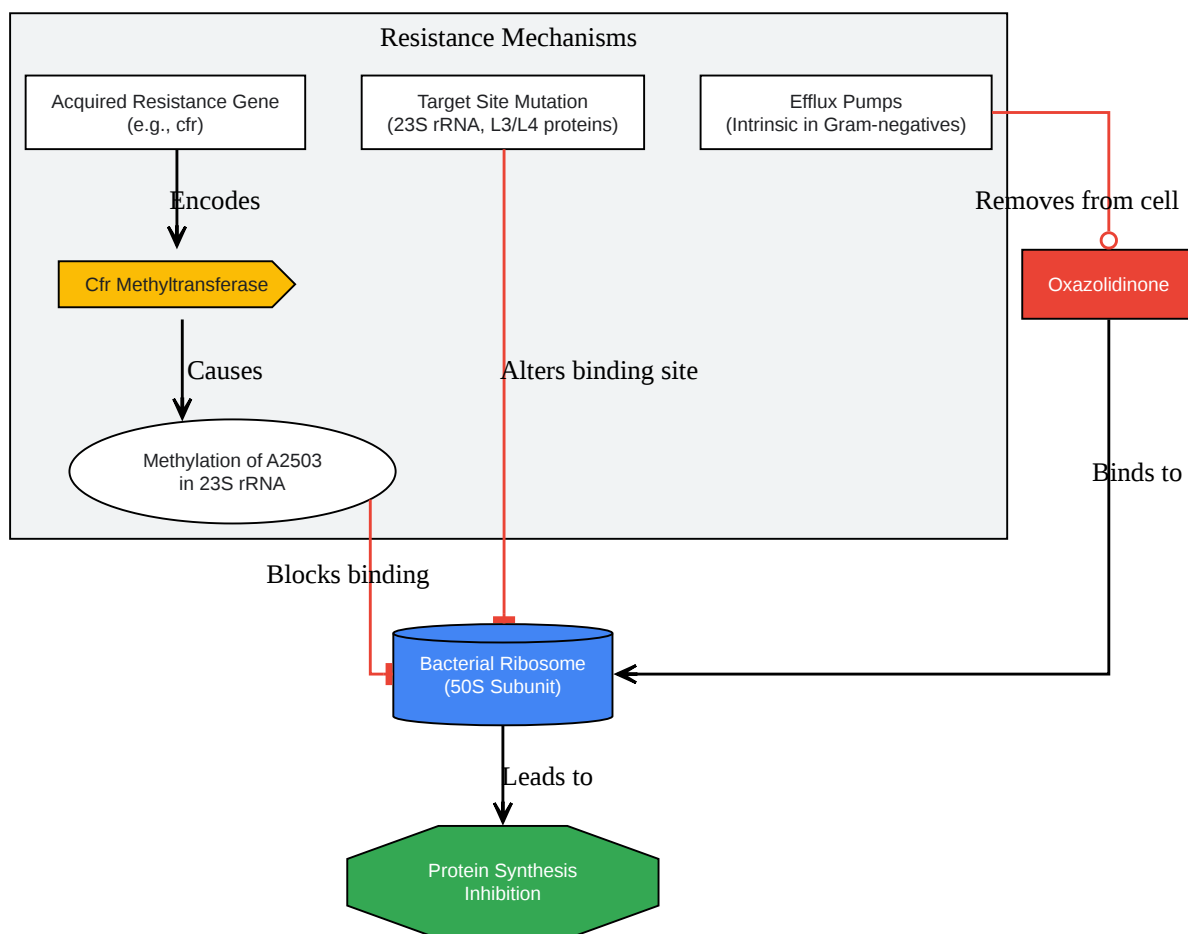 Resistance Mechanisms
Acquired Resistance Gene
(e.g., cfr)
Target Site Mutation
(23S rRNA, L3/L4 proteins)
Efflux Pumps
(Intrinsic in Gram-negatives)
Encodes
Removes from cell
Cfr Methyltransferase
Oxazolidinone
Causes
Alters binding site
Methylation of A2503
in 23S rRNA
Binds to
Blocks binding
Bacterial Ribosome
(50S Subunit)
Leads to
Protein Synthesis
Inhibition